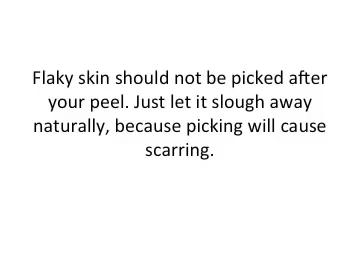 Flaky skin should not be picked after
your peel. Just let it slough away
naturally, because picking will cause
scarring.